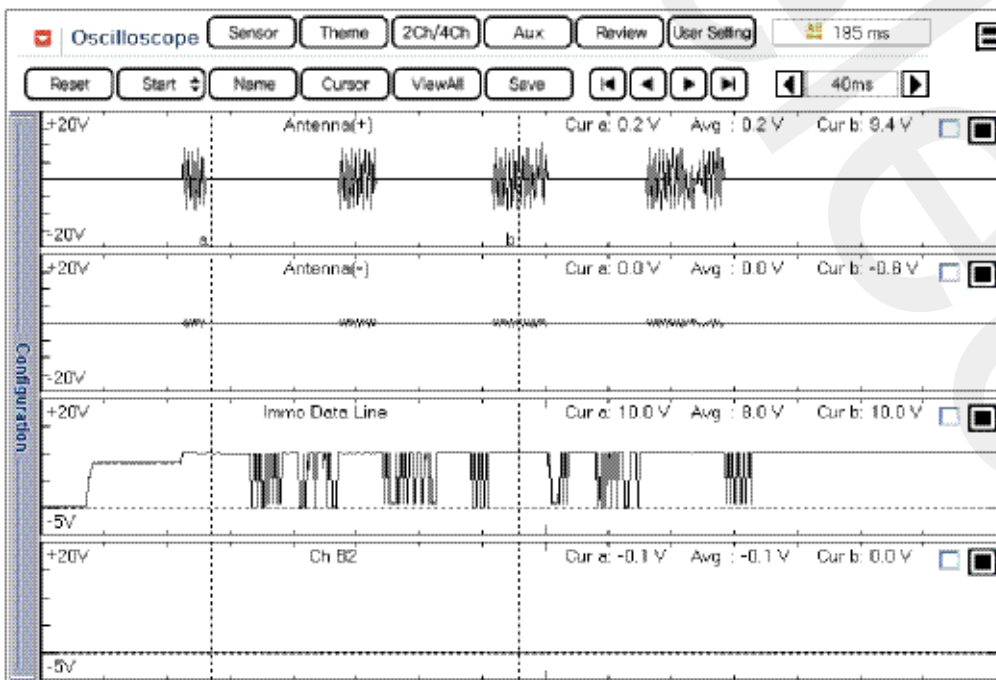 Oscilloscope Sensor Theme 2Ch/4Ch Aux Review User Setting 195 ms
Reset Start Name Cursor ViewAll Save 40ms
+20V Antenna(+) Cur a: 0.2 V Avg : 0.2 V Cur b: 9.4 V
-20V a b
+20V Antenna(-) Cur a: 0.0 V Avg : 0.0 V Cur b: -0.6 V
-20V
Configuration
+20V Immo Data Line Cur a: 10.0 V Avg : 8.0 V Cur b: 10.0 V
-5V
+20V Ch B2 Cur a: -0.1 V Avg : -0.1 V Cur b: 0.0 V
-5V